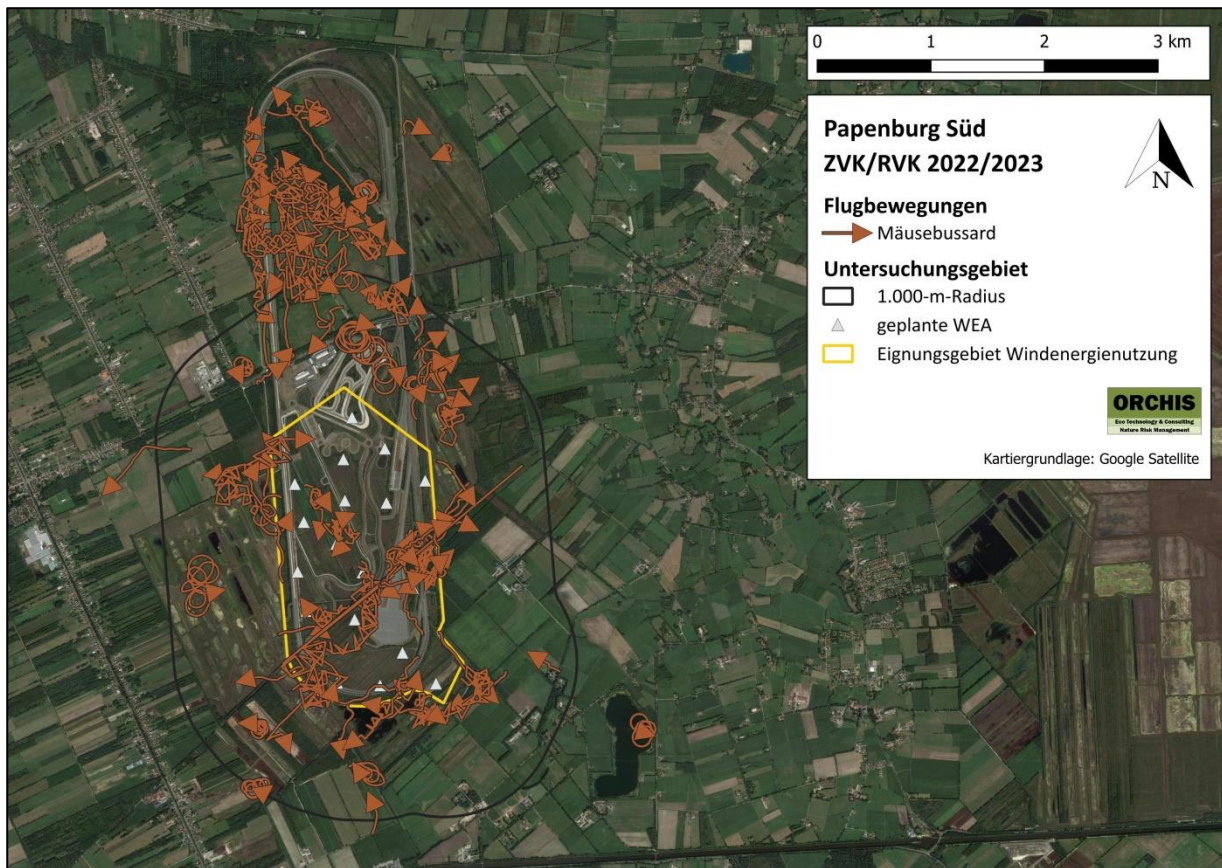 0 1 2 3 km
Papenburg Süd
ZVK/RVK 2022/2023
N
Flugbewegungen
Mäusebussard
Untersuchungsgebiet
1.000-m-Radius
geplante WEA
Eignungsgebiet Windenergienutzung
ORCHIS
Eco Technology & Consulting
Nature Risk Management
Kartiergrundlage: Google Satellite